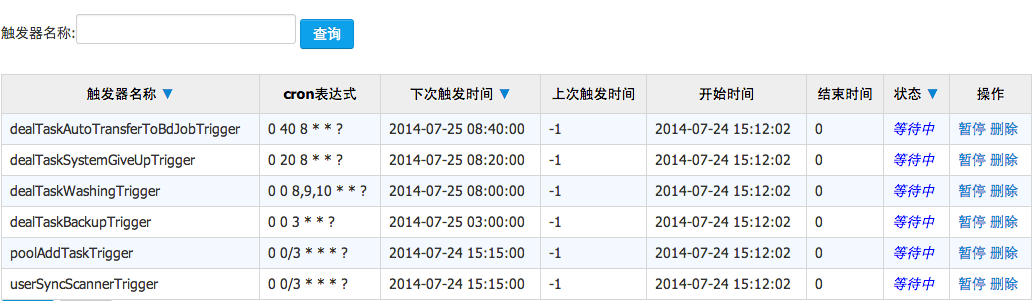 触发器名称: 查询
触发器名称 ▼ cron表达式 下次触发时间 ▼ 上次触发时间 开始时间 结束时间 状态 ▼ 操作
dealTaskAutoTransferToBdJobTrigger 0 40 8 * * ? 2014-07-25 08:40:00 -1 2014-07-24 15:12:02 0 等待中 暂停 删除
dealTaskSystemGiveUpTrigger 0 20 8 * * ? 2014-07-25 08:20:00 -1 2014-07-24 15:12:02 0 等待中 暂停 删除
dealTaskWashingTrigger 0 0 8,9,10 * * ? 2014-07-25 08:00:00 -1 2014-07-24 15:12:02 0 等待中 暂停 删除
dealTaskBackupTrigger 0 0 3 * * ? 2014-07-25 03:00:00 -1 2014-07-24 15:12:02 0 等待中 暂停 删除
poolAddTaskTrigger 0 0/3 * * * ? 2014-07-24 15:15:00 -1 2014-07-24 15:12:02 0 等待中 暂停 删除
userSyncScannerTrigger 0 0/3 * * * ? 2014-07-24 15:15:00 -1 2014-07-24 15:12:02 0 等待中 暂停 删除